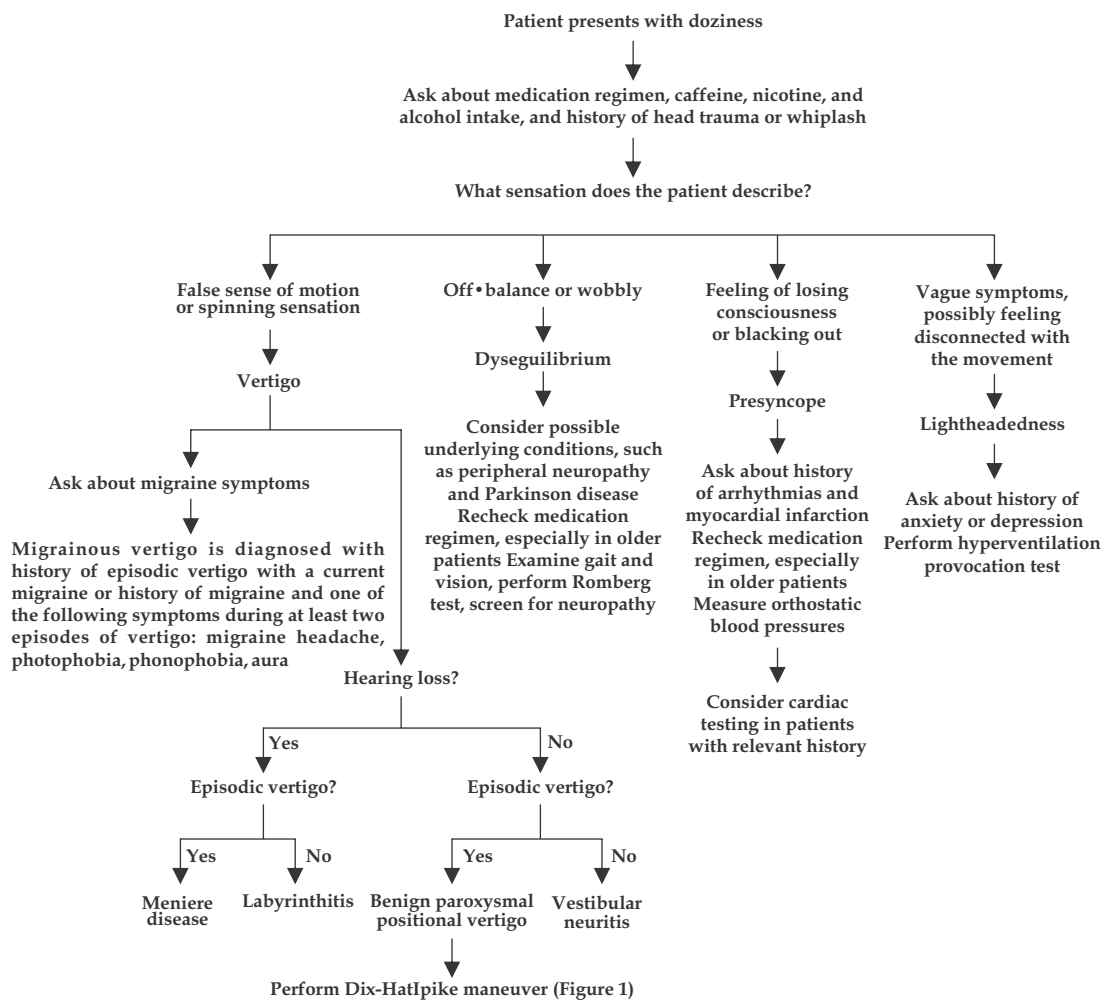 Patient presents with doziness
Ask about medication regimen, caffeine, nicotine, and
alcohol intake, and history of head trauma or whiplash
What sensation does the patient describe?
False sense of motion
or spinning sensation
Vertigo
Ask about migraine symptoms
Migrainous vertigo is diagnosed with
history of episodic vertigo with a current
migraine or history of migraine and one of
the following symptoms during at least two
episodes of vertigo: migraine headache,
photophobia, phonophobia, aura
Hearing loss?
Yes
No
Episodic vertigo?
Episodic vertigo?
Yes
No
Yes
No
Meniere
disease
Labyrinthitis
Benign paroxysmal
positional vertigo
Vestibular
neuritis
Perform Dix-HatIpike maneuver (Figure 1)
Off•balance or wobbly
Dyseguilibrium
Consider possible
underlying conditions, such
as peripheral neuropathy
and Parkinson disease
Recheck medication
regimen, especially in older
patients Examine gait and
vision, perform Romberg
test, screen for neuropathy
Feeling of losing
consciousness
or blacking out
Presyncope
Ask about history
of arrhythmias and
myocardial infarction
Recheck medication
regimen, especially
in older patients
Measure orthostatic
blood pressures
Consider cardiac
testing in patients
with relevant history
Vague symptoms,
possibly feeling
disconnected with
the movement
Lightheadedness
Ask about history of
anxiety or depression
Perform hyperventilation
provocation test